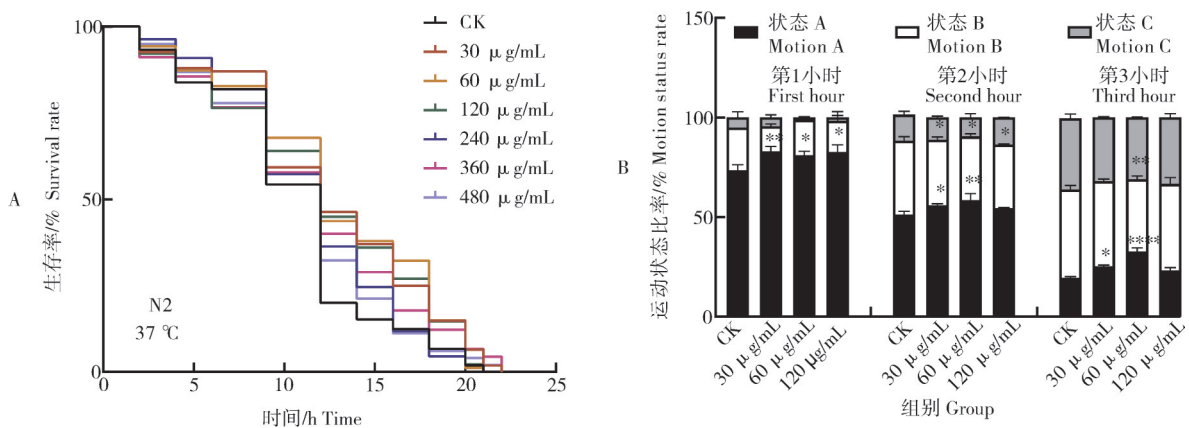 A
生存率/% Survival rate
100
50
0
N2
37 ℃
CK
30 μ g/mL
60 μ g/mL
120 μ g/mL
240 μ g/mL
360 μ g/mL
480 μ g/mL
0 5 10 15 20 25
时间/h Time
B
运动状态比率/% Motion status rate
150
100
50
0
状态 A
Motion A
状态 B
Motion B
状态 C
Motion C
第1小时
First hour
第2小时
Second hour
第3小时
Third hour
** * *
* * *
* **
**
* ****
CK
30 μ g/mL
60 μ g/mL
120 μg/mL
CK
30 μ g/mL
60 μ g/mL
120 μ g/mL
CK
30 μ g/mL
60 μ g/mL
120 μ g/mL
组别 Group